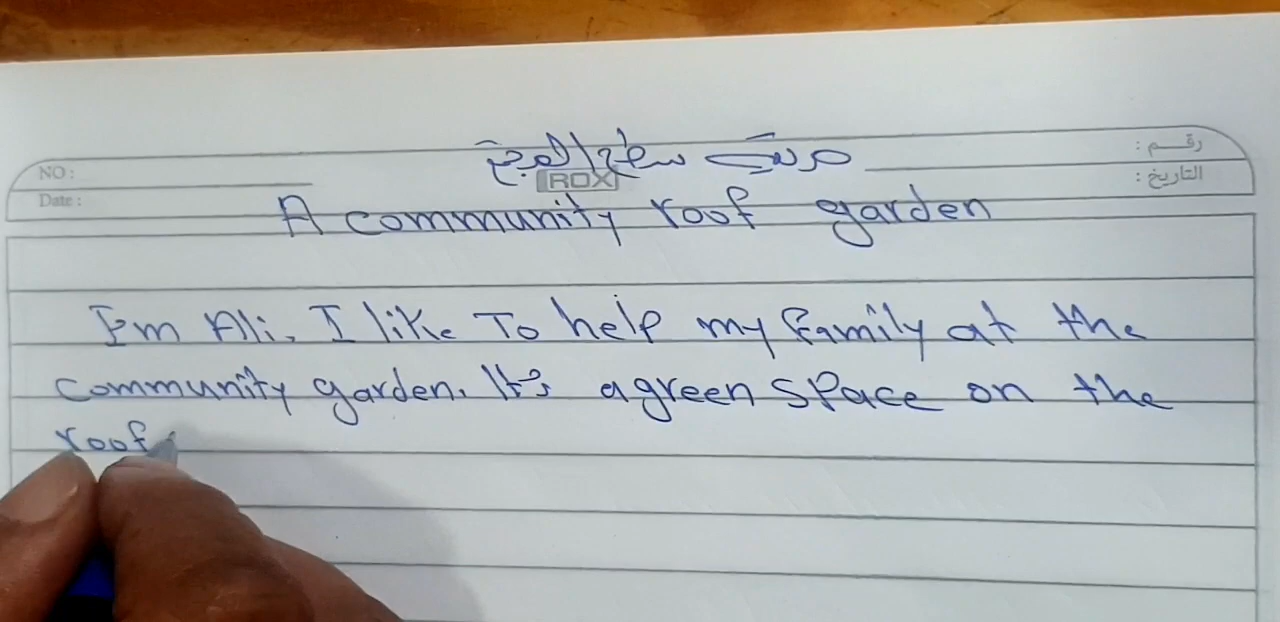 سطح المجتمع
ROX
رقم :
NO :
التاريخ :
Date :
A community roof garden
I'm Ali. I like To help my family at the
community garden. It's a green space on the
roof